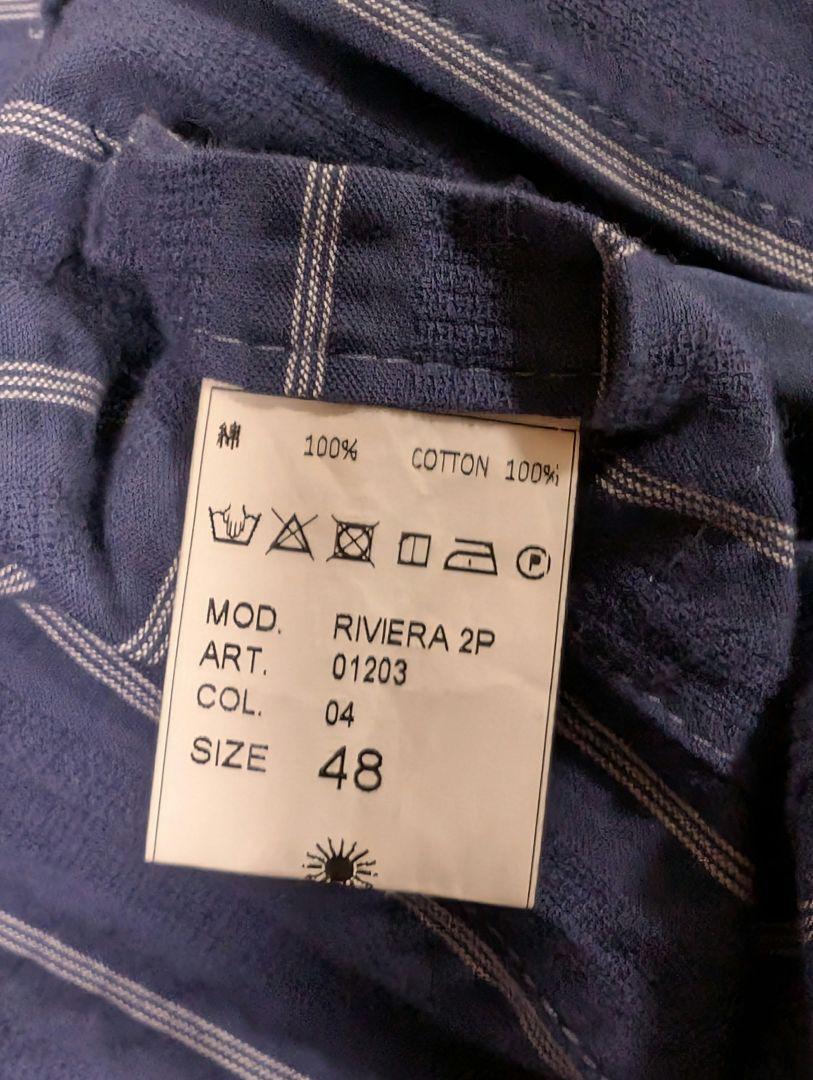 綿 100% COTTON 100%
P
MOD. RIVIERA 2P
ART. 01203
COL. 04
SIZE 48